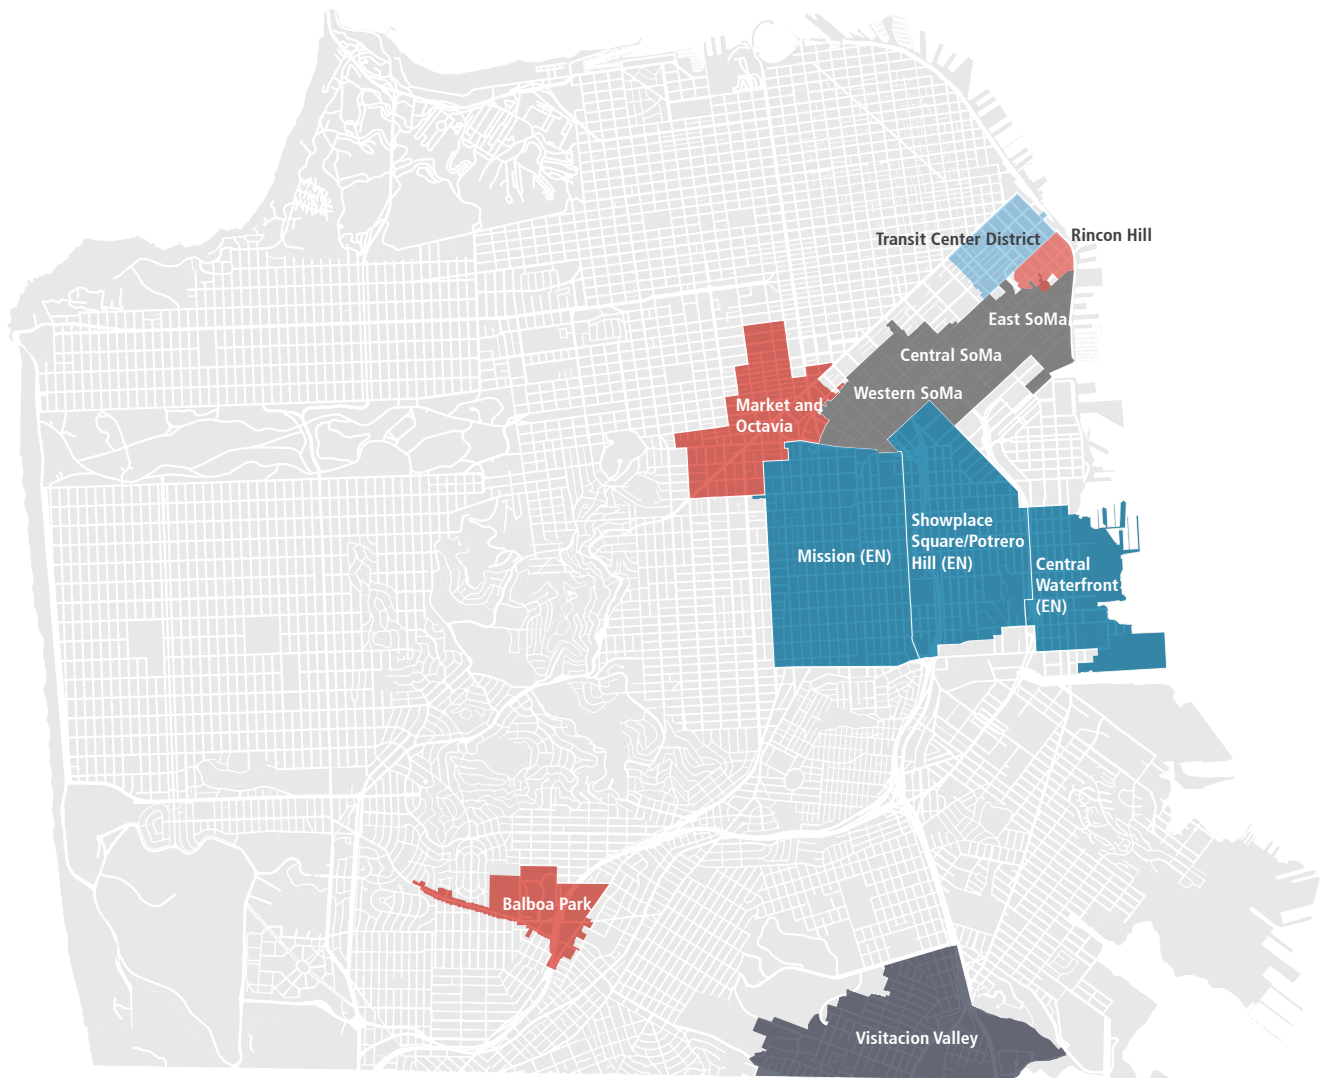 Transit Center District
Rincon Hill
East SoMa
Central SoMa
Western SoMa
Market and
Octavia
Showplace
Square/Potrero
Hill (EN)
Mission (EN)
Central
Waterfront
(EN)
Balboa Park
Visitacion Valley